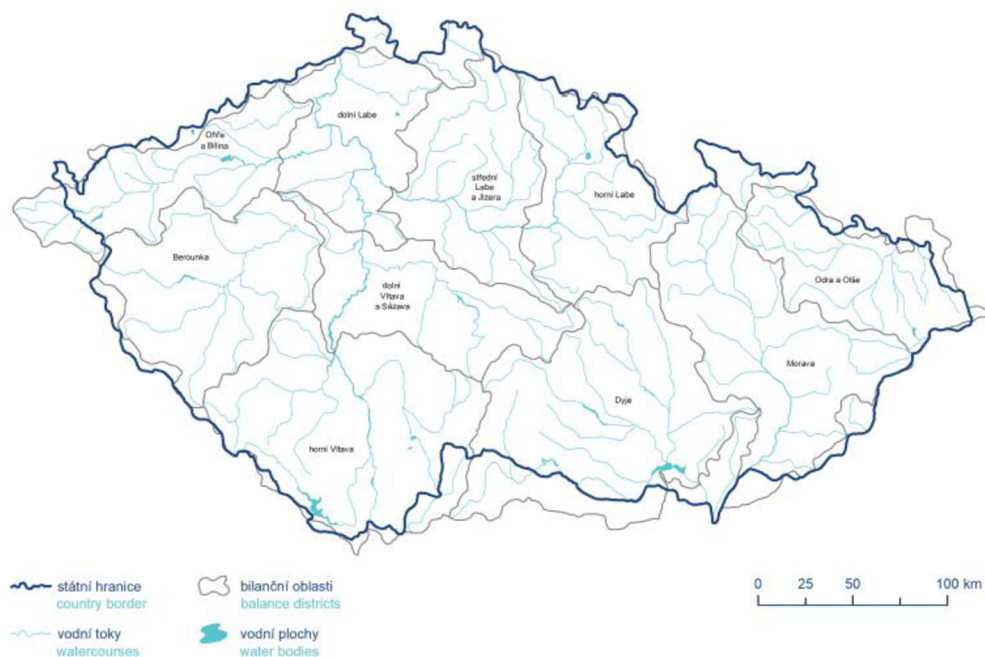 dolní Labe
Ohře
a Bílina
střední
Labe
a Jizera
horní Labe
Berounka
dolní
Vltava
a Sázava
Odra a Olše
Morava
Dyje
horní Vltava
státní hranice
country border
bilanční oblasti
balance districts
0 25 50 100 km
vodní toky
watercourses
vodní plochy
water bodies